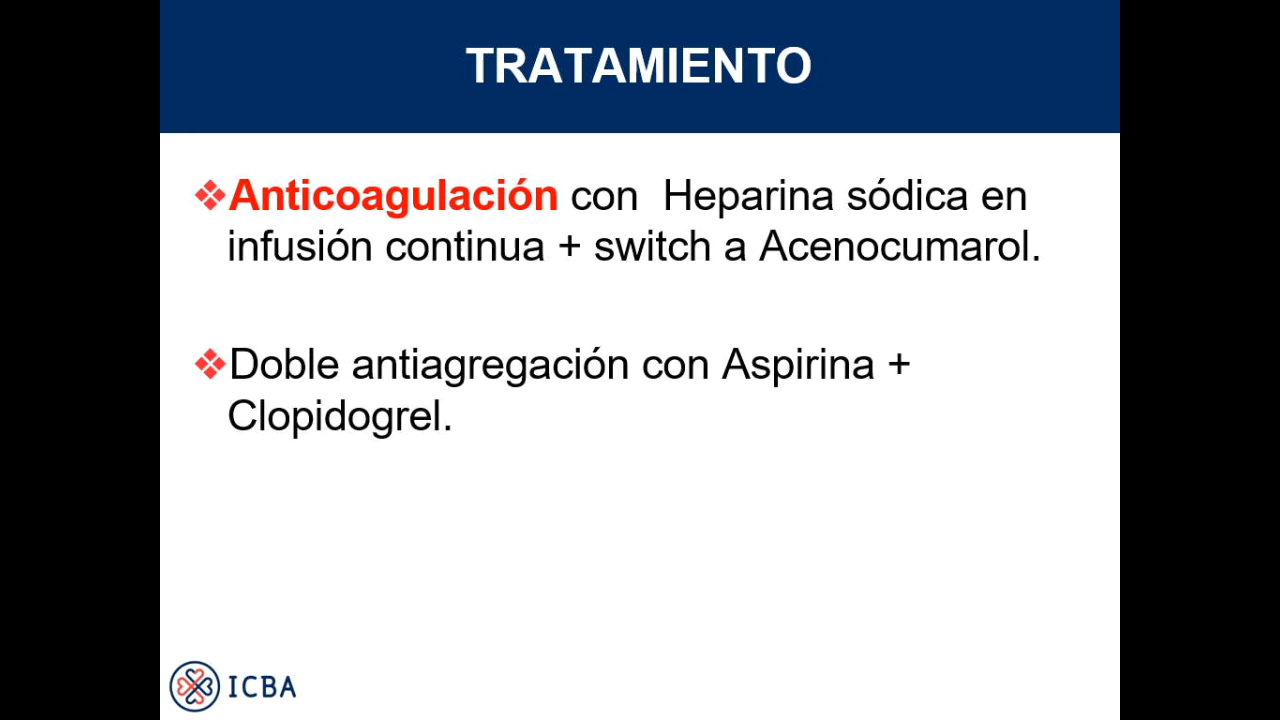 TRATAMIENTO
❖Anticoagulación con  Heparina sódica en
infusión continua + switch a Acenocumarol.
❖Doble antiagregación con Aspirina +
Clopidogrel.
ICBA